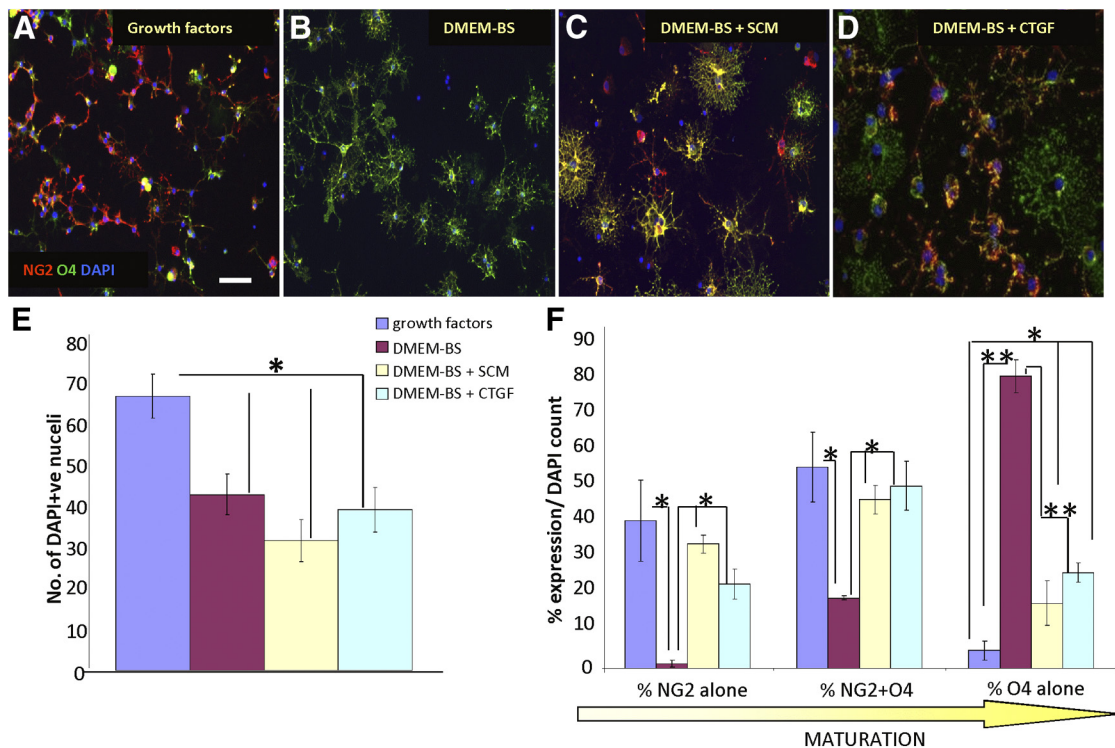 A
Growth factors
NG2 O4 DAPI
B
DMEM-BS
C
DMEM-BS + SCM
D
DMEM-BS + CTGF
E
No. of DAPI+ve nuceli
80
70
60
50
40
30
20
10
0
*
growth factors
DMEM-BS
DMEM-BS + SCM
DMEM-BS + CTGF
F
% expression/ DAPI count
90
80
70
60
50
40
30
20
10
0
* *
* *
** *
**
% NG2 alone
% NG2+O4
% O4 alone
MATURATION